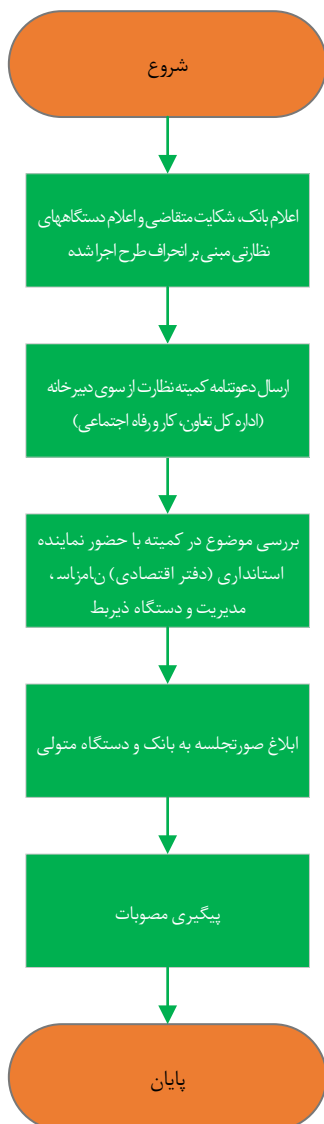 شروع
اعلام بانک، شکایت متقاضی و اعلام دستگاههای
نظارتی مبنی بر انحراف طرح اجرا شده
ارسال دعوتنامه کمیته نظارت از سوی دبیرخانه
(اداره کل تعاون، کار و رفاه اجتماعی)
بررسی موضوع در کمیته با حضور نماینده
استانداری (دفتر اقتصادی) نامزاس،
مدیریت و دستگاه ذیربط
ابلاغ صورتجلسه به بانک و دستگاه متولی
پیگیری مصوبات
پایان